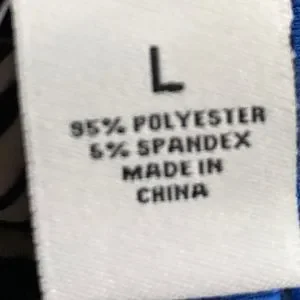 L
95% POLYESTER
5% SPANDEX
MADE IN
CHINA